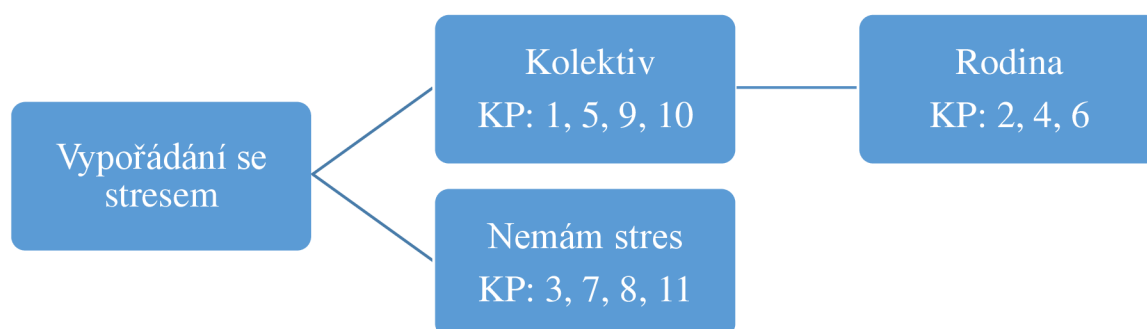 Vypořádání se
stresem
Kolektiv
KP: 1, 5, 9, 10
Rodina
KP: 2, 4, 6
Nemám stres
KP: 3, 7, 8, 11